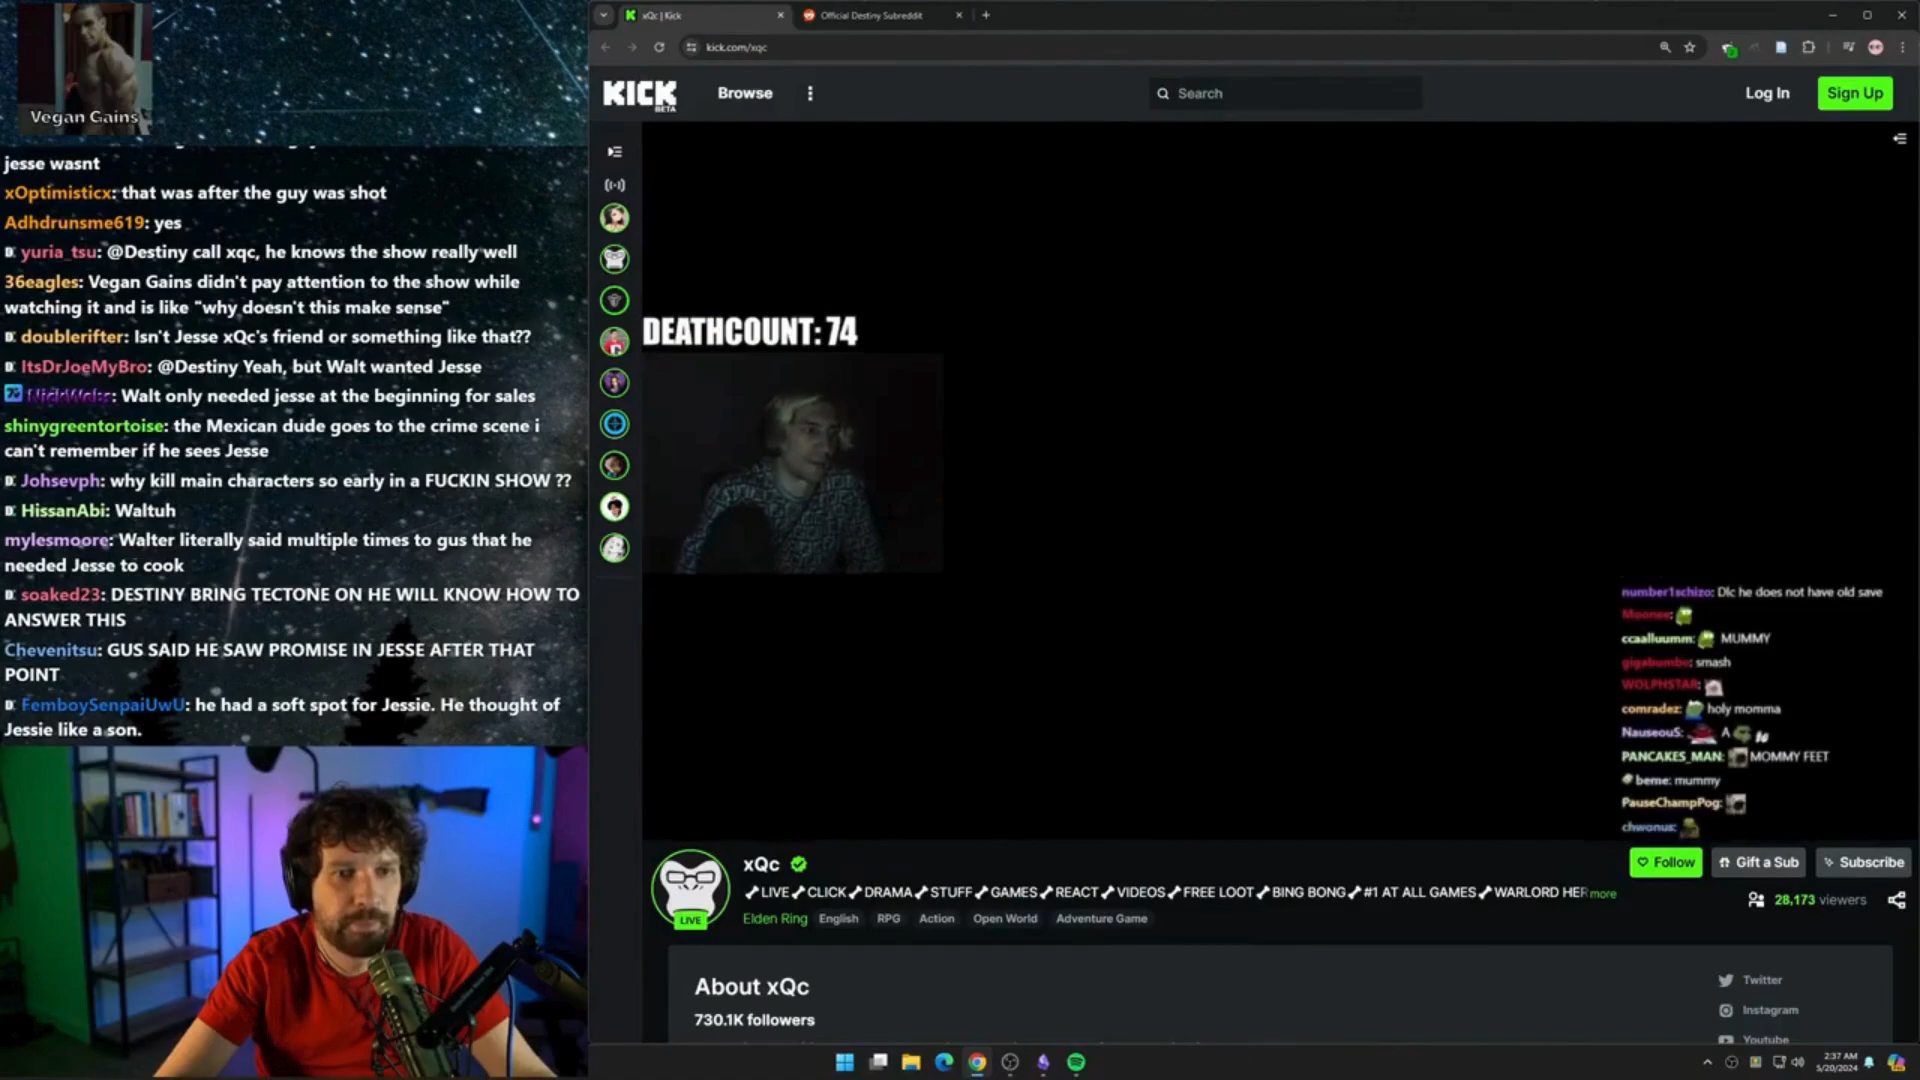 Vegan Gains
jesse wasnt
xOptimisticx: that was after the guy was shot
Adhdrunsme619: yes
yuria_tsu: @Destiny call xqc, he knows the show really well
36eagles: Vegan Gains didn't pay attention to the show while
watching it and is like "why doesn't this make sense"
doublerifter: Isn't Jesse xQc's friend or something like that??
ItsDrJoeMyBro: @Destiny Yeah, but Walt wanted Jesse
: Walt only needed jesse at the beginning for sales
shinygreentortoise: the Mexican dude goes to the crime scene i
can't remember if he sees Jesse
Johsevph: why kill main characters so early in a FUCKIN SHOW ??
HissanAbi: Waltuh
mylesmoore: Walter literally said multiple times to gus that he
needed Jesse to cook
soaked23: DESTINY BRING TECTONE ON HE WILL KNOW HOW TO
ANSWER THIS
Chevenitsu: GUS SAID HE SAW PROMISE IN JESSE AFTER THAT
POINT
FemboySenpaiUwU: he had a soft spot for Jessie. He thought of
Jessie like a son.
xQc | Kick
Official Destiny Subreddit
kick.com/xqc
KICK
BETA
Browse
Search
Log In
Sign Up
DEATHCOUNT: 74
number1schizo: Dlc he does not have old save
Moonsee:
ccaalluumm: MUMMY
gigabumbo: smash
WOLPHSTAR:
comradez: holy momma
NauseouS: A
PANCAKES_MAN: MOMMY FEET
beme: mummy
PauseChampPog:
chwonus:
xQc
LIVE
LIVE CLICK DRAMA STUFF GAMES REACT VIDEOS FREE LOOT BING BONG #1 AT ALL GAMES WARLORD HER more
Elden Ring English RPG Action Open World Adventure Game
Follow
Gift a Sub
Subscribe
28,173 viewers
About xQc
730.1K followers
Twitter
Instagram
Youtube
2:37 AM
5/20/2024